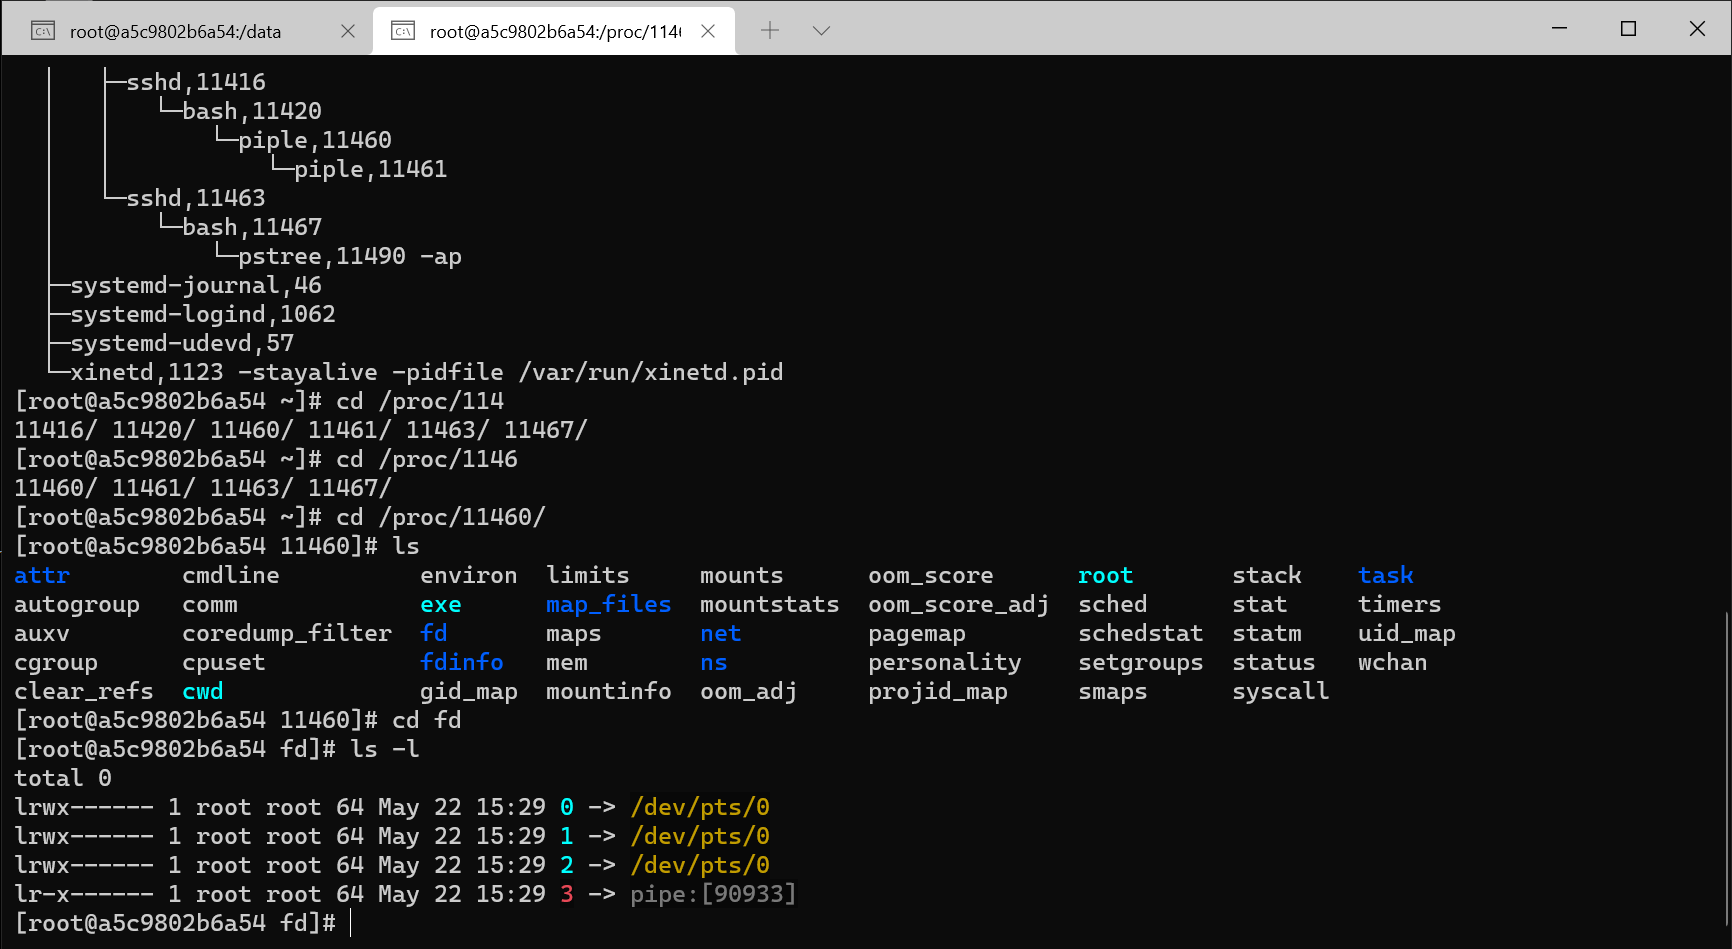 root@a5c9802b6a54:/data
root@a5c9802b6a54:/proc/1146
├─sshd,11416
└─bash,11420
└─piple,11460
└─piple,11461
└─sshd,11463
└─bash,11467
└─pstree,11490 -ap
├─systemd-journal,46
├─systemd-logind,1062
├─systemd-udevd,57
└─xinetd,1123 -stayalive -pidfile /var/run/xinetd.pid
[root@a5c9802b6a54 ~]# cd /proc/114
11416/ 11420/ 11460/ 11461/ 11463/ 11467/
[root@a5c9802b6a54 ~]# cd /proc/1146
11460/ 11461/ 11463/ 11467/
[root@a5c9802b6a54 ~]# cd /proc/11460/
[root@a5c9802b6a54 11460]# ls
attr cmdline environ limits mounts oom_score root stack task
autogroup comm exe map_files mountstats oom_score_adj sched stat timers
auxv coredump_filter fd maps net pagemap schedstat statm uid_map
cgroup cpuset fdinfo mem ns personality setgroups status wchan
clear_refs cwd gid_map mountinfo oom_adj projid_map smaps syscall
[root@a5c9802b6a54 11460]# cd fd
[root@a5c9802b6a54 fd]# ls -l
total 0
lrwx------ 1 root root 64 May 22 15:29 0 -> /dev/pts/0
lrwx------ 1 root root 64 May 22 15:29 1 -> /dev/pts/0
lrwx------ 1 root root 64 May 22 15:29 2 -> /dev/pts/0
lr-x------ 1 root root 64 May 22 15:29 3 -> pipe:[90933]
[root@a5c9802b6a54 fd]#